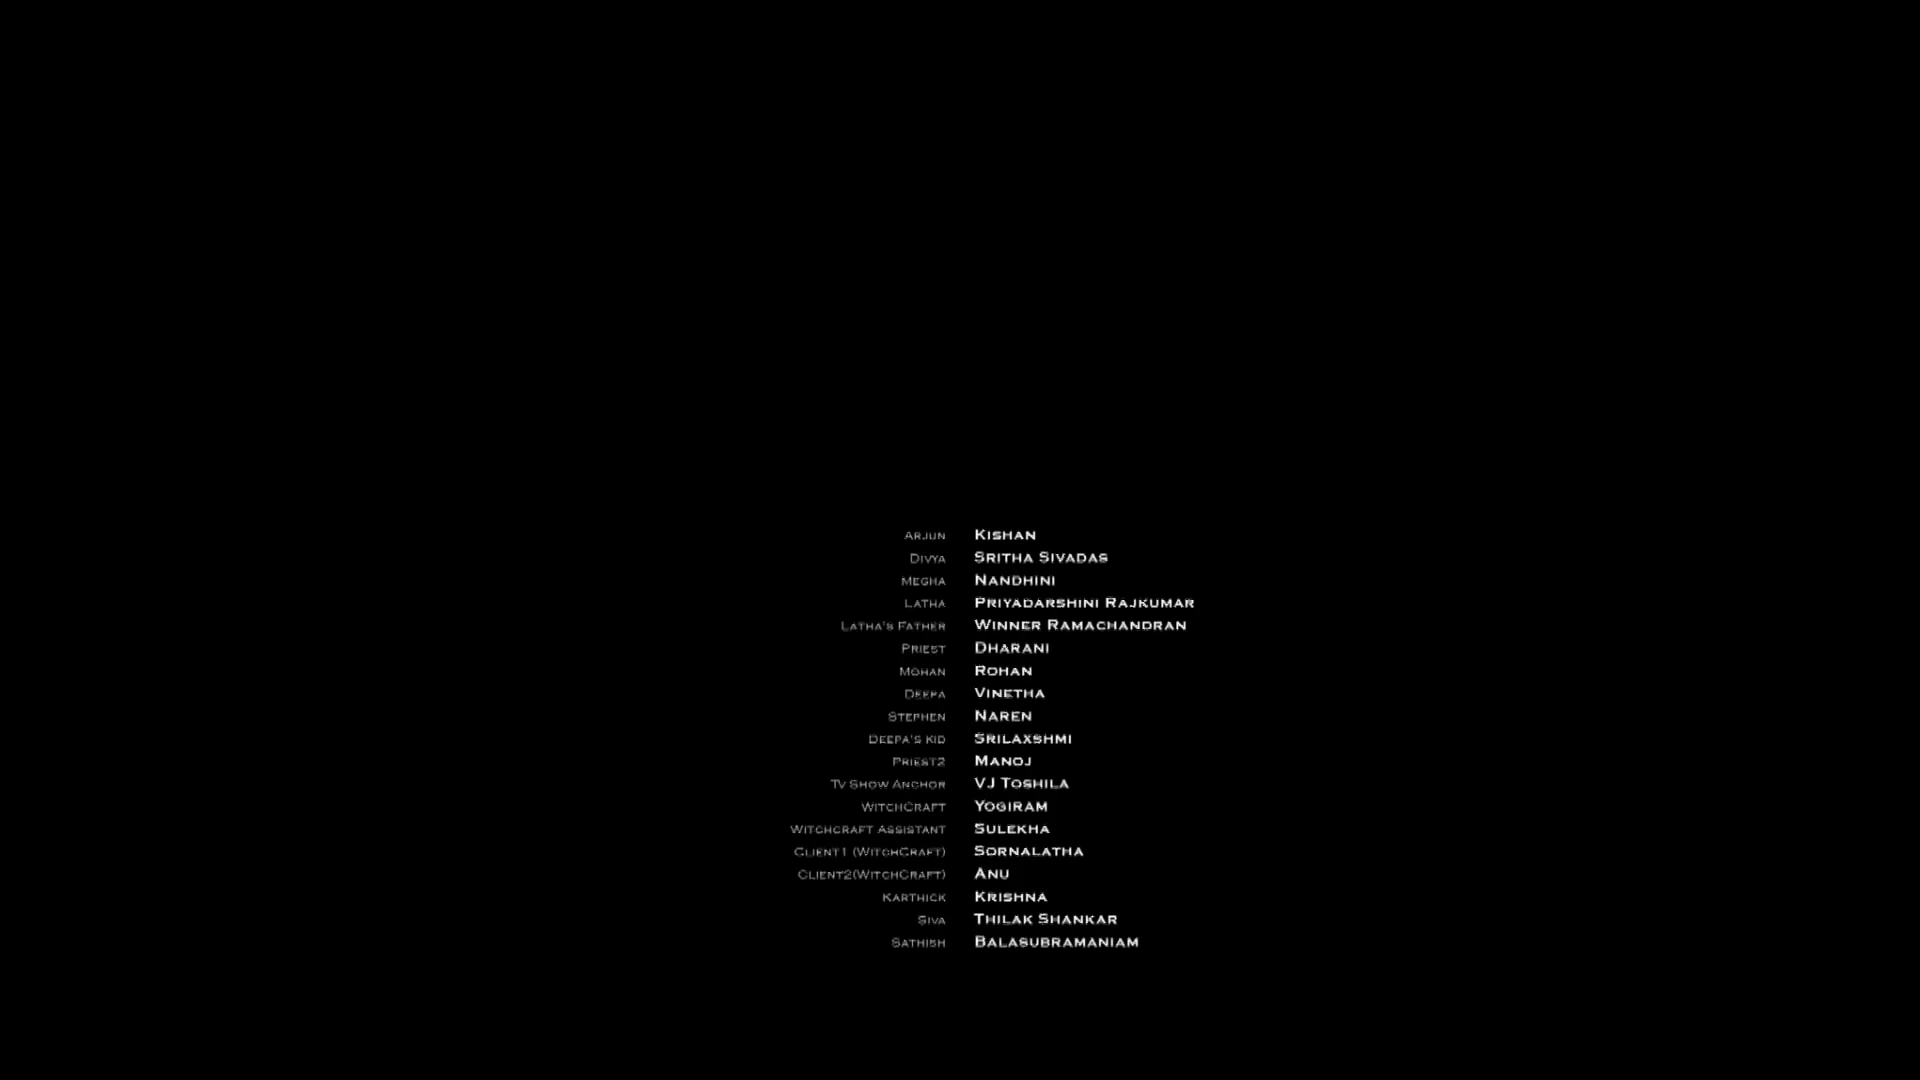 Arjun Kishan
Divya Sritha Sivadas
Megha Nandhini
Latha Priyadarshini Rajkumar
Latha's Father Winner Ramachandran
Priest Dharani
Mohan Rohan
Deepa Vinetha
Stephen Naren
Deepa's kid Srilaxshmi
Priest2 Manoj
Tv Show Anchor VJ Toshila
WitchCraft Yogiram
Witchcraft Assistant Sulekha
Client1 (WitchCraft) Sornalatha
Client2(WitchCraft) Anu
Karthick Krishna
Siva Thilak Shankar
Sathish Balasubramaniam